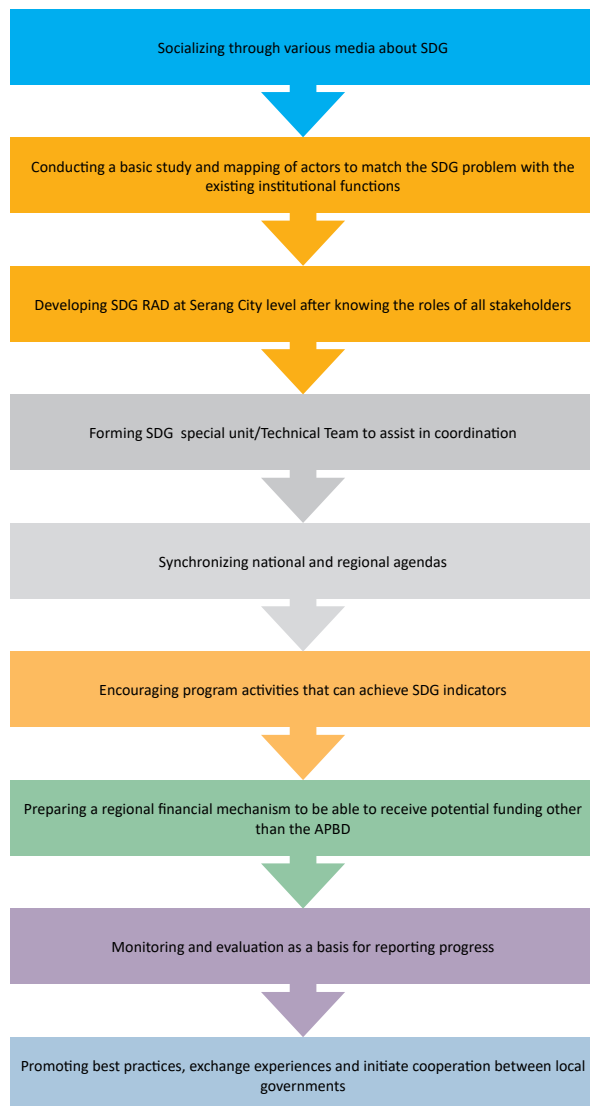 Socializing through various media about SDG
Conducting a basic study and mapping of actors to match the SDG problem with the
existing institutional functions
Developing SDG RAD at Serang City level after knowing the roles of all stakeholders
Forming SDG special unit/Technical Team to assist in coordination
Synchronizing national and regional agendas
Encouraging program activities that can achieve SDG indicators
Preparing a regional financial mechanism to be able to receive potential funding other
than the APBD
Monitoring and evaluation as a basis for reporting progress
Promoting best practices, exchange experiences and initiate cooperation between local
governments